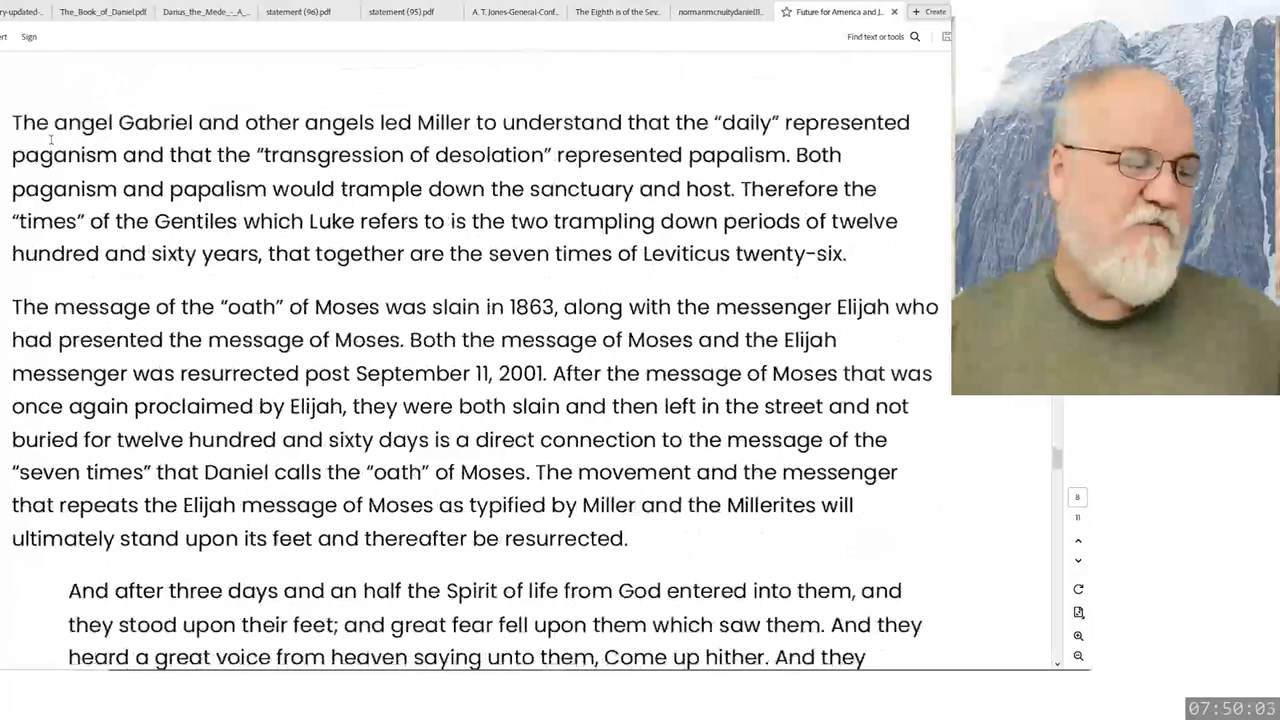 ry-updated-.. The_Book_of_Daniel.pdf Darius_the_Mede_-_A_.. statement (96).pdf statement (95).pdf A. T. Jones-General-Conf... The Eighth is of the Sev... normanmcnuitydaniel11... Future for America and J... Create
ert Sign Find text or tools
The angel Gabriel and other angels led Miller to understand that the “daily” represented
paganism and that the “transgression of desolation” represented papalism. Both
paganism and papalism would trample down the sanctuary and host. Therefore the
“times” of the Gentiles which Luke refers to is the two trampling down periods of twelve
hundred and sixty years, that together are the seven times of Leviticus twenty-six.
The message of the “oath” of Moses was slain in 1863, along with the messenger Elijah who
had presented the message of Moses. Both the message of Moses and the Elijah
messenger was resurrected post September 11, 2001. After the message of Moses that was
once again proclaimed by Elijah, they were both slain and then left in the street and not
buried for twelve hundred and sixty days is a direct connection to the message of the
“seven times” that Daniel calls the “oath” of Moses. The movement and the messenger
that repeats the Elijah message of Moses as typified by Miller and the Millerites will
ultimately stand upon its feet and thereafter be resurrected.
And after three days and an half the Spirit of life from God entered into them, and
they stood upon their feet; and great fear fell upon them which saw them. And they
heard a great voice from heaven saying unto them, Come up hither. And they
8
11
07:50:03